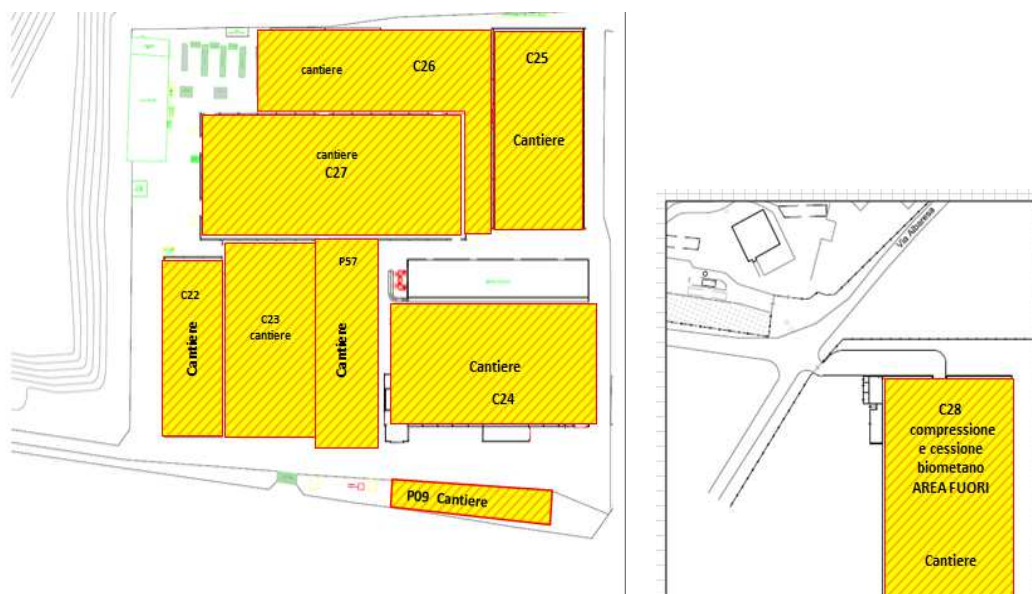 cantiere
C26
C25
Cantiere
cantiere
C27
P57
C22
Cantiere
C23
cantiere
Cantiere
Cantiere
C24
P09 Cantiere
Via Albaresa
C28
compressione
e cessione
biometano
AREA FUORI
Cantiere